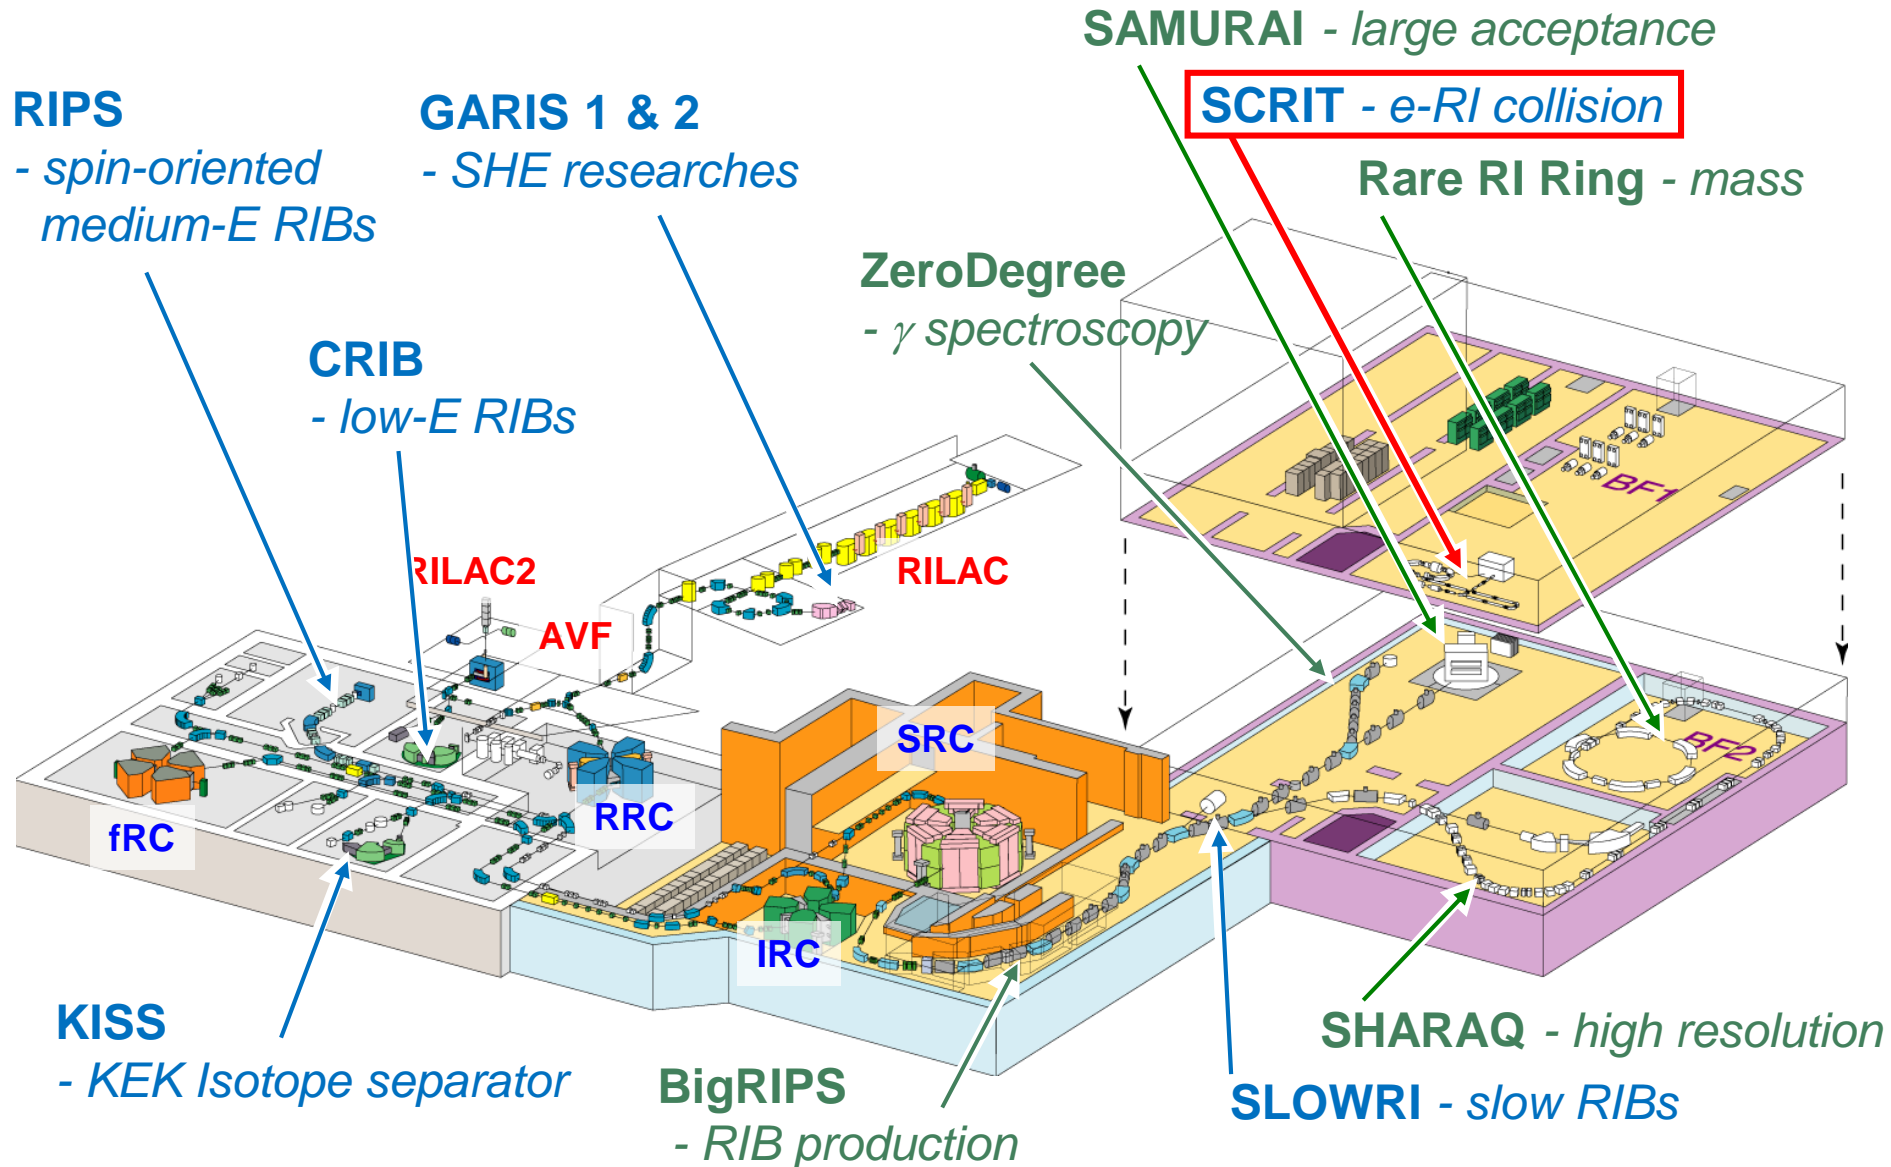 SAMURAI - large acceptance
SCRIT - e-RI collision
RIPS
- spin-oriented
medium-E RIBs
GARIS 1 & 2
- SHE researches
Rare RI Ring - mass
ZeroDegree
- γ spectroscopy
CRIB
- low-E RIBs
BF1
RILAC2
RILAC
AVF
SRC
BF2
RRC
fRC
IRC
KISS
- KEK Isotope separator
SHARAQ - high resolution
BigRIPS
- RIB production
SLOWRI - slow RIBs